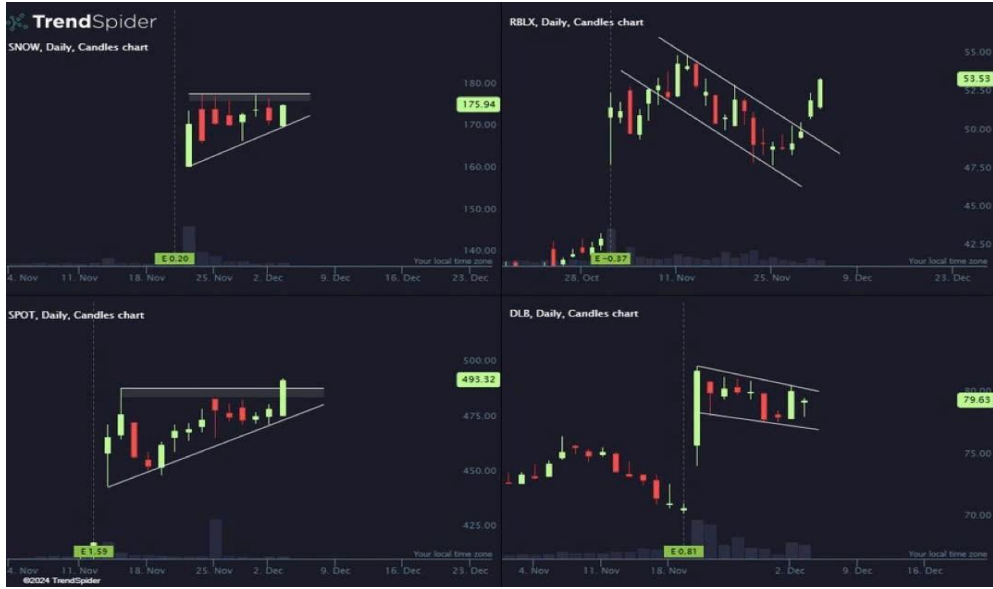 TrendSpider
SNOW, Daily, Candles chart
180.00
175.94
170.00
160.00
150.00
140.00
E 0.20
Your local time zone
4. Nov 11. Nov 18. Nov 25. Nov 2. Dec 9. Dec 16. Dec 23. Dec
RBLX, Daily, Candles chart
55.00
53.53
52.50
50.00
47.50
45.00
42.50
E -0.37
Your local time zone
28. Oct 11. Nov 25. Nov 9. Dec 23. Dec
SPOT, Daily, Candles chart
500.00
493.32
475.00
450.00
425.00
E 1.59
Your local time zone
4. Nov 11. Nov 18. Nov 25. Nov 2. Dec 9. Dec 16. Dec 23. Dec
©2024 TrendSpider
DLB, Daily, Candles chart
80.00
79.63
75.00
70.00
E 0.81
Your local time zone
4. Nov 11. Nov 18. Nov 2. Dec 9. Dec 16. Dec